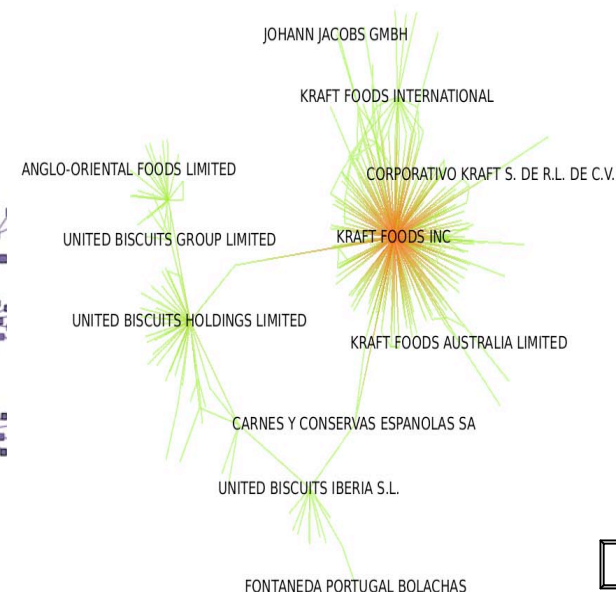 JOHANN JACOBS GMBH
KRAFT FOODS INTERNATIONAL
ANGLO-ORIENTAL FOODS LIMITED
CORPORATIVO KRAFT S. DE R.L. DE C.V.
UNITED BISCUITS GROUP LIMITED
KRAFT FOODS INC
UNITED BISCUITS HOLDINGS LIMITED
KRAFT FOODS AUSTRALIA LIMITED
CARNES Y CONSERVAS ESPANOLAS SA
UNITED BISCUITS IBERIA S.L.
FONTANEDA PORTUGAL BOLACHAS